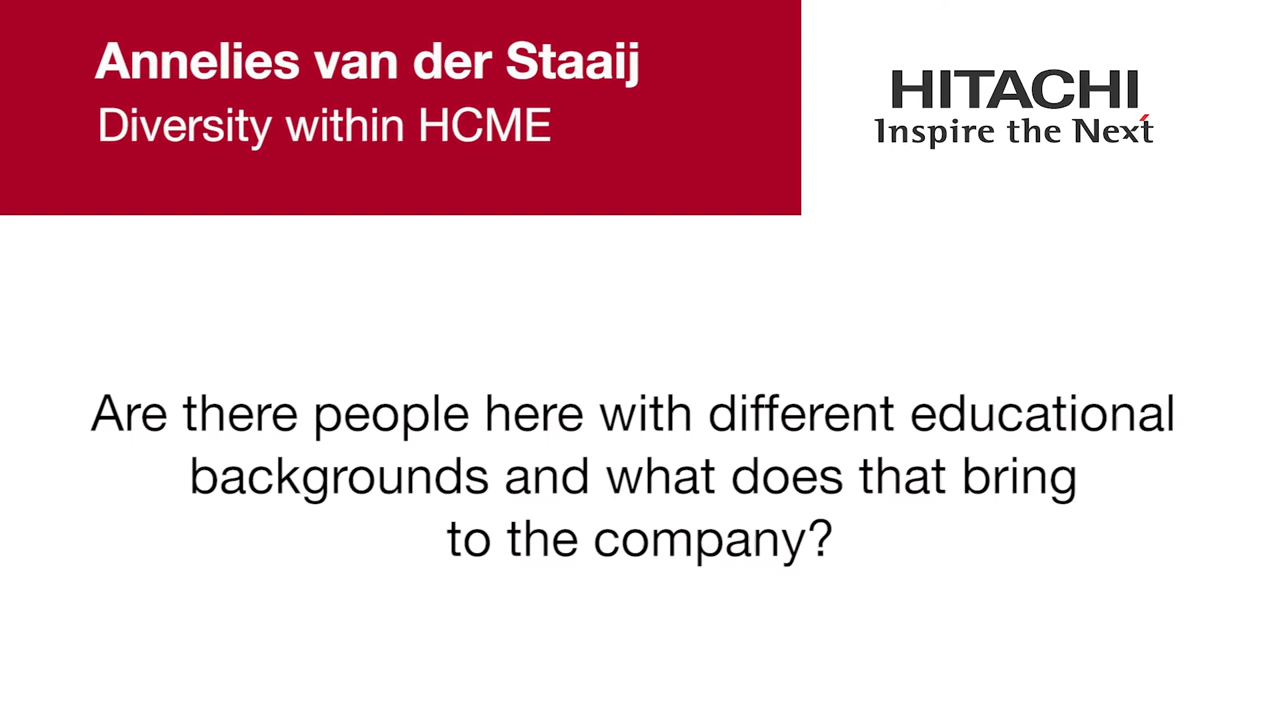 Annelies van der Staaij
Diversity within HCME
HITACHI
Inspire the Next
Are there people here with different educational
backgrounds and what does that bring
to the company?